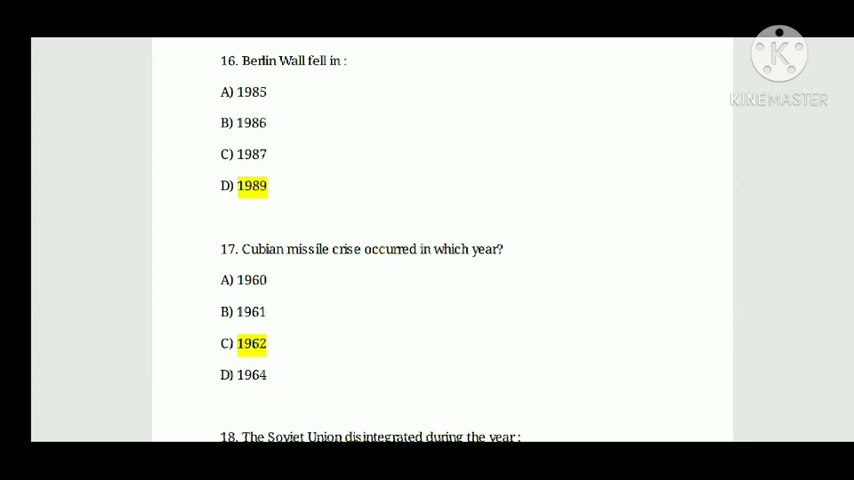 K
KINEMASTER
16. Berlin Wall fell in :
A) 1985
B) 1986
C) 1987
D) 1989
17. Cubian missile crise occurred in which year?
A) 1960
B) 1961
C) 1962
D) 1964
18. The Soviet Union disintegrated during the year :